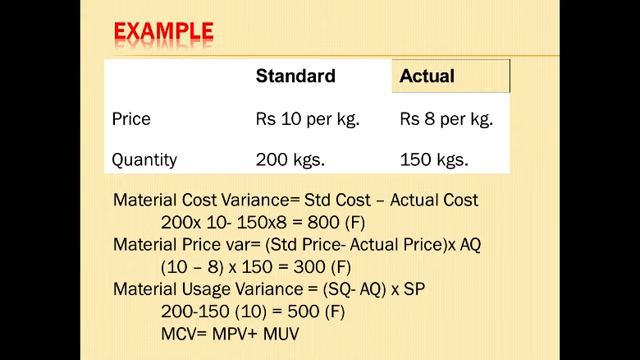 EXAMPLE
Standard Actual
Price Rs 10 per kg. Rs 8 per kg.
Quantity 200 kgs. 150 kgs.
Material Cost Variance= Std Cost – Actual Cost
200x 10- 150x8 = 800 (F)
Material Price var= (Std Price- Actual Price)x AQ
(10 – 8) x 150 = 300 (F)
Material Usage Variance = (SQ- AQ) x SP
200-150 (10) = 500 (F)
MCV= MPV+ MUV